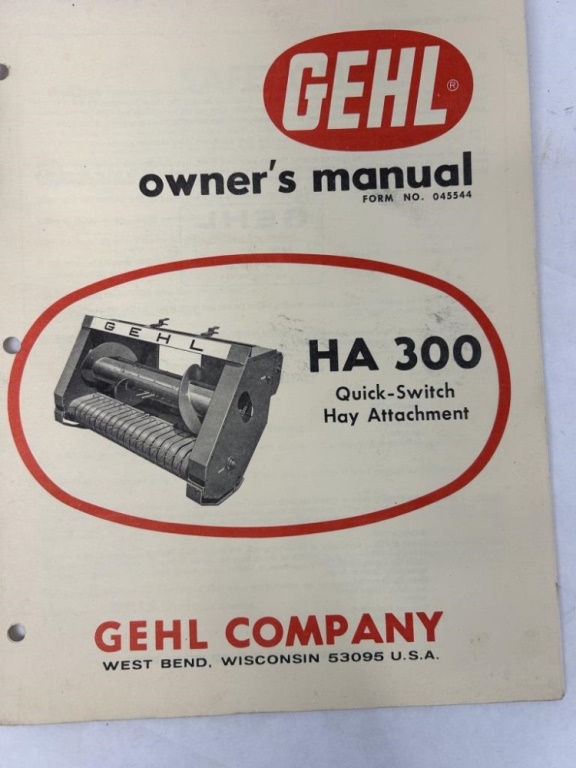 GEHL®
owner's manual
FORM NO. 045544
GEHL
HA 300
Quick-Switch
Hay Attachment
GEHL COMPANY
WEST BEND, WISCONSIN 53095 U.S.A.